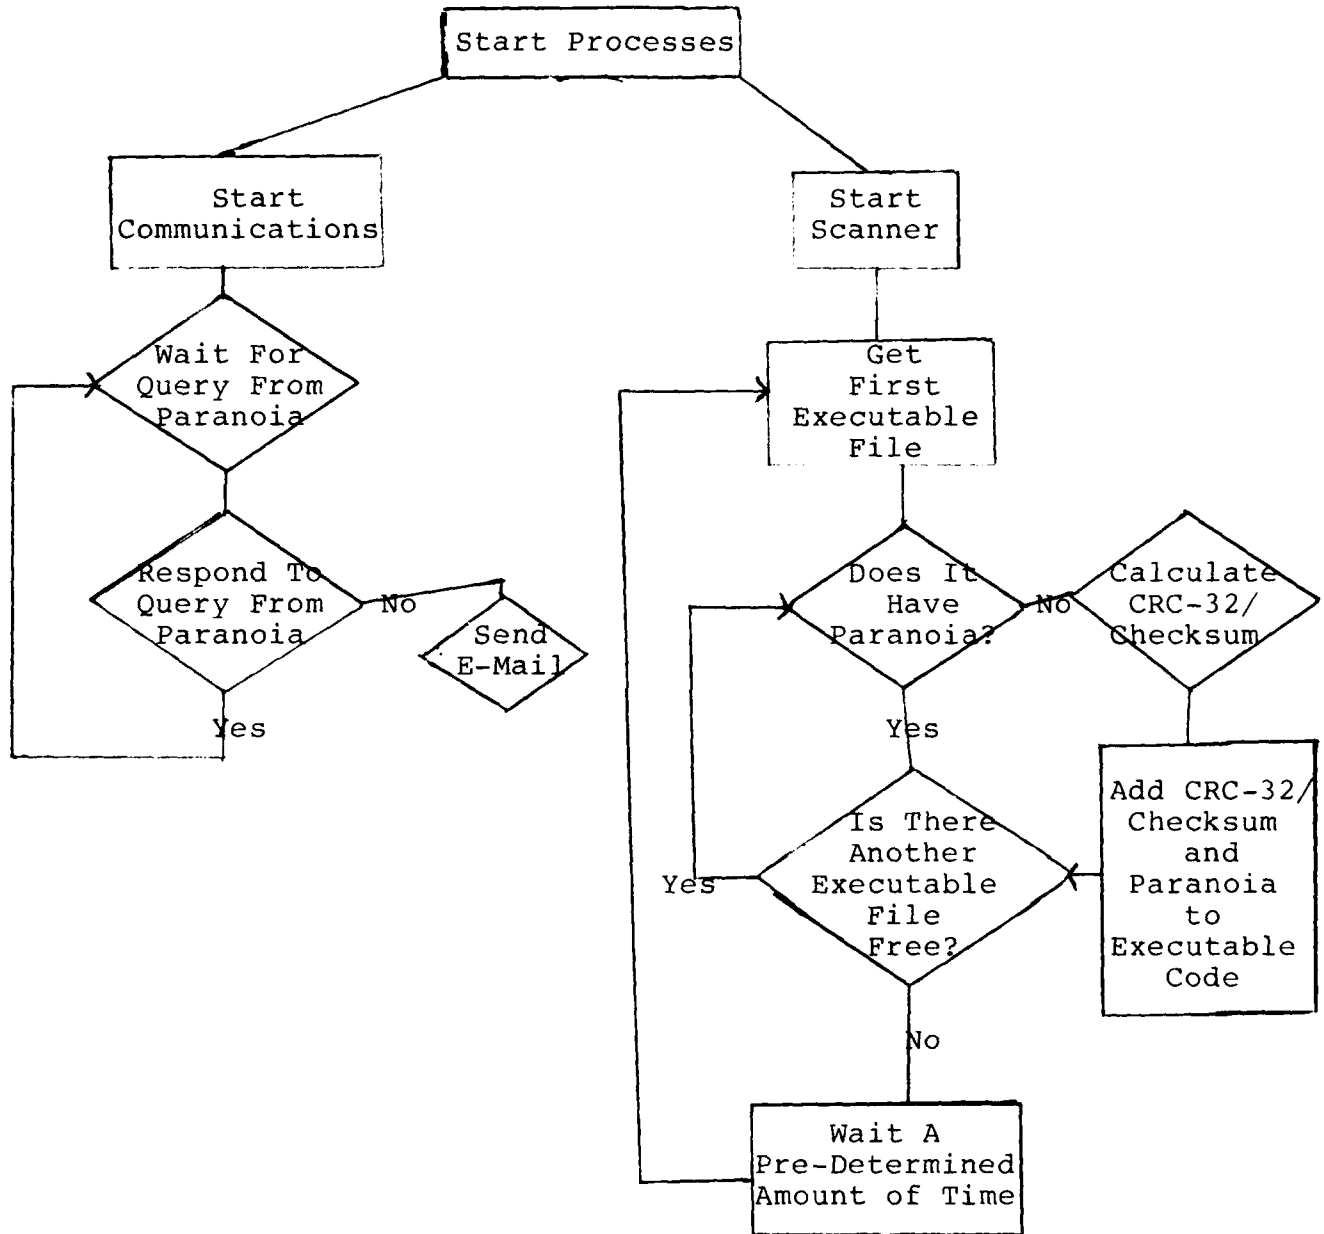 Start Processes
Start
Communications
Start
Scanner
Wait For
Query From
Paranoia
Get
First
Executable
File
Respond To
Query From
Paranoia
No
Send
E-Mail
Yes
Does It
Have
Paranoia?
No
Calculate
CRC-32/
Checksum
Yes
Add CRC-32/
Checksum
and
Paranoia
to
Executable
Code
Is There
Another
Executable
File
Free?
Yes
No
Wait A
Pre-Determined
Amount of Time